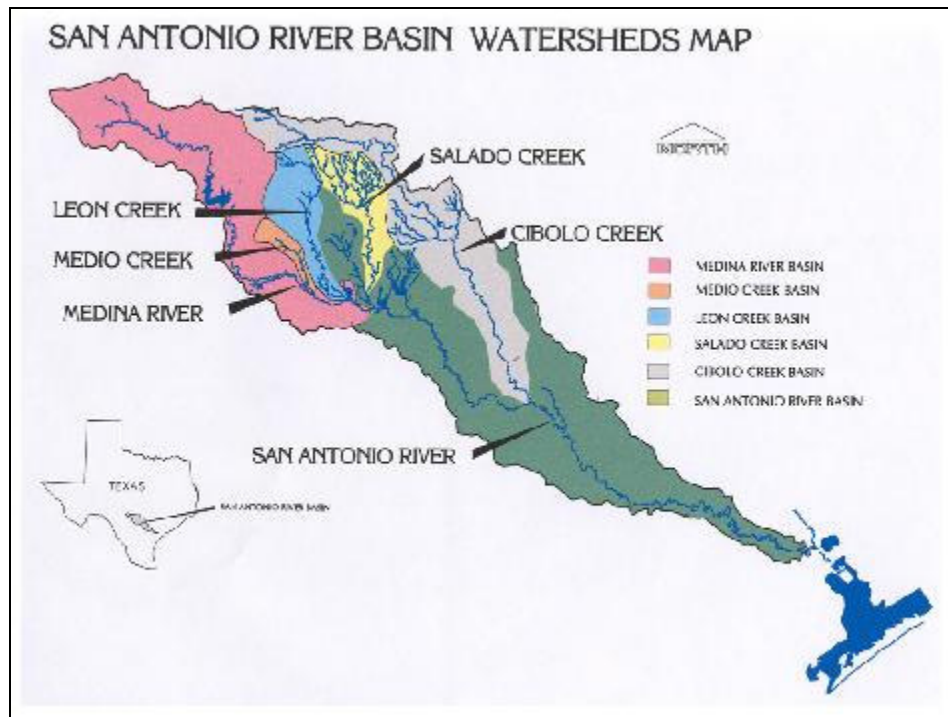 SAN ANTONIO RIVER BASIN WATERSHEDS MAP
SALADO CREEK
LEON CREEK
CIBOLO CREEK
MEDIO CREEK
MEDINA RIVER
MEDINA RIVER BASIN
MEDIO CREEK BASIN
LEON CREEK BASIN
SALADO CREEK BASIN
CIBOLO CREEK BASIN
SAN ANTONIO RIVER BASIN
SAN ANTONIO RIVER
TEXAS
SAN ANTONIO RIVER BASIN